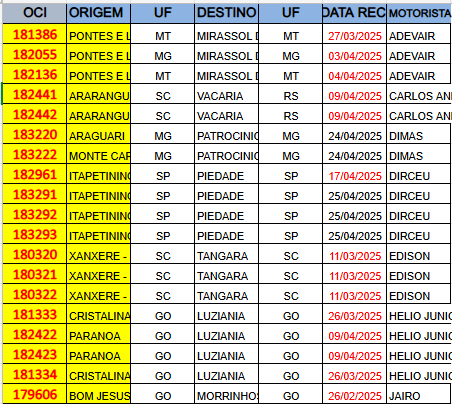 OCI ORIGEM UF DESTINO UF DATA REC MOTORISTA
181386 PONTES E L MT MIRASSOL D MT 27/03/2025 ADEVAIR
182055 PONTES E L MG MIRASSOL D MG 03/04/2025 ADEVAIR
182136 PONTES E L MT MIRASSOL D MT 04/04/2025 ADEVAIR
182441 ARARANGU SC VACARIA RS 09/04/2025 CARLOS AN
182442 ARARANGU SC VACARIA RS 09/04/2025 CARLOS AN
183220 ARAGUARI MG PATROCINIO MG 24/04/2025 DIMAS
183222 MONTE CAR MG PATROCINIO MG 24/04/2025 DIMAS
182961 ITAPETINING SP PIEDADE SP 17/04/2025 DIRCEU
183291 ITAPETINING SP PIEDADE SP 25/04/2025 DIRCEU
183292 ITAPETINING SP PIEDADE SP 25/04/2025 DIRCEU
183293 ITAPETINING SP PIEDADE SP 25/04/2025 DIRCEU
180320 XANXERE - SC TANGARA SC 11/03/2025 EDISON
180321 XANXERE - SC TANGARA SC 11/03/2025 EDISON
180322 XANXERE - SC TANGARA SC 11/03/2025 EDISON
181333 CRISTALINA GO LUZIANIA GO 26/03/2025 HELIO JUNIO
182422 PARANOA GO LUZIANIA GO 09/04/2025 HELIO JUNIO
182423 PARANOA GO LUZIANIA GO 09/04/2025 HELIO JUNIO
181334 CRISTALINA GO LUZIANIA GO 26/03/2025 HELIO JUNIO
179606 BOM JESUS GO MORRINHOS GO 26/02/2025 JAIRO